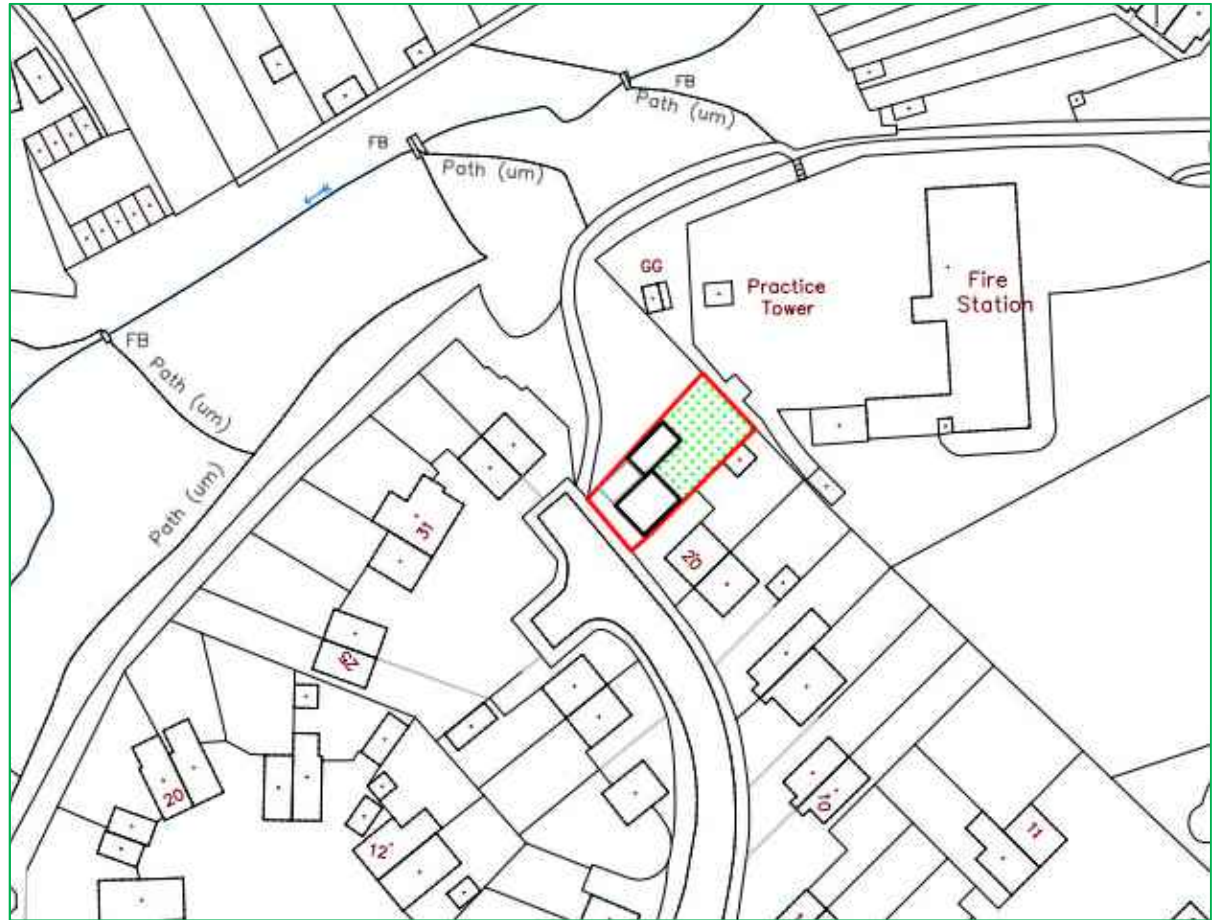 FB
Path (um)
FB
Path (um)
GG
Practice
Tower
Fire
Station
FB
Path (um)
Path (um)
31
20
25
20
10
11
12